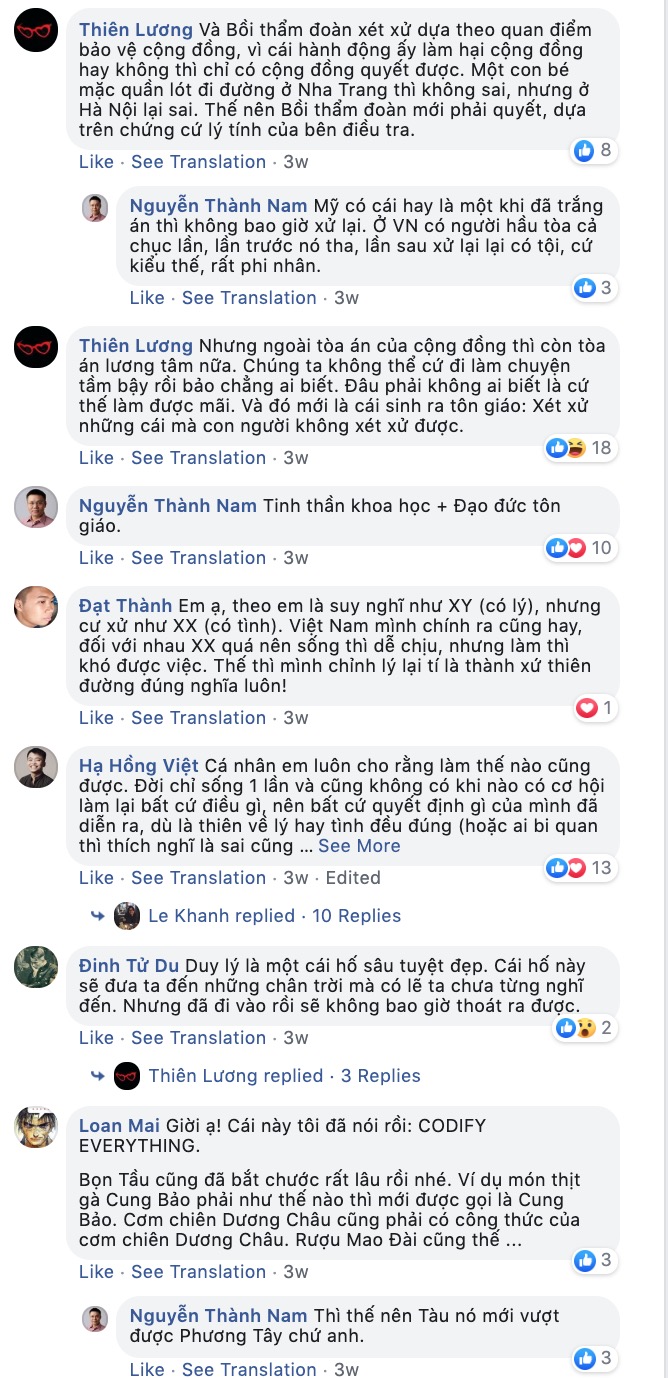 Thiên Lương Và Bồi thẩm đoàn xét xử dựa theo quan điểm
bảo vệ cộng đồng, vì cái hành động ấy làm hại cộng đồng
hay không thì chỉ có cộng đồng quyết được. Một con bé
mặc quần lót đi đường ở Nha Trang thì không sai, nhưng ở
Hà Nội lại sai. Thế nên Bồi thẩm đoàn mới phải quyết, dựa
trên chứng cứ lý tính của bên điều tra.
8
Like · See Translation · 3w
Nguyễn Thành Nam Mỹ có cái hay là một khi đã trắng
án thì không bao giờ xử lại. Ở VN có người hầu tòa cả
chục lần, lần trước nó tha, lần sau xử lại lại có tội, cứ
kiểu thế, rất phi nhân.
3
Like · See Translation · 3w
Thiên Lương Nhưng ngoài tòa án của cộng đồng thì còn tòa
án lương tâm nữa. Chúng ta không thể cứ đi làm chuyện
tầm bậy rồi bảo chẳng ai biết. Đâu phải không ai biết là cứ
thế làm được mãi. Và đó mới là cái sinh ra tôn giáo: Xét xử
những cái mà con người không xét xử được.
18
Like · See Translation · 3w
Nguyễn Thành Nam Tinh thần khoa học + Đạo đức tôn
giáo.
10
Like · See Translation · 3w
Đạt Thành Em ạ, theo em là suy nghĩ như XY (có lý), nhưng
cư xử như XX (có tình). Việt Nam mình chính ra cũng hay,
đối với nhau XX quá nên sống thì dễ chịu, nhưng làm thì
khó được việc. Thế thì mình chỉnh lý lại tí là thành xứ thiên
đường đúng nghĩa luôn!
1
Like · See Translation · 3w
Hạ Hồng Việt Cá nhân em luôn cho rằng làm thế nào cũng
được. Đời chỉ sống 1 lần và cũng không có khi nào có cơ hội
làm lại bất cứ điều gì, nên bất cứ quyết định gì của mình đã
diễn ra, dù là thiên về lý hay tình đều đúng (hoặc ai bi quan
thì thích nghĩ là sai cũng ... See More
13
Like · See Translation · 3w · Edited
Le Khanh replied · 10 Replies
Đinh Tử Du Duy lý là một cái hố sâu tuyệt đẹp. Cái hố này
sẽ đưa ta đến những chân trời mà có lẽ ta chưa từng nghĩ
đến. Nhưng đã đi vào rồi sẽ không bao giờ thoát ra được.
2
Like · See Translation · 3w
Thiên Lương replied · 3 Replies
Loan Mai Giời ạ! Cái này tôi đã nói rồi: CODIFY
EVERYTHING.
Bọn Tầu cũng đã bắt chước rất lâu rồi nhé. Ví dụ món thịt
gà Cung Bảo phải như thế nào thì mới được gọi là Cung
Bảo. Cơm chiên Dương Châu cũng phải có công thức của
cơm chiên Dương Châu. Rượu Mao Đài cũng thế ...
3
Like · See Translation · 3w
Nguyễn Thành Nam Thì thế nên Tàu nó mới vượt
được Phương Tây chứ anh.
3
Like · See Translation · 3w